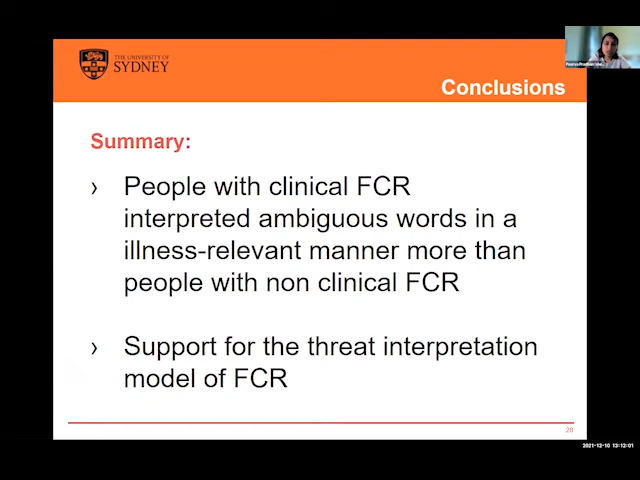 THE UNIVERSITY OF
SYDNEY
Conclusions
Summary:
› People with clinical FCR
interpreted ambiguous words in a
illness-relevant manner more than
people with non clinical FCR
› Support for the threat interpretation
model of FCR
28
2021-12-10 13:12:01